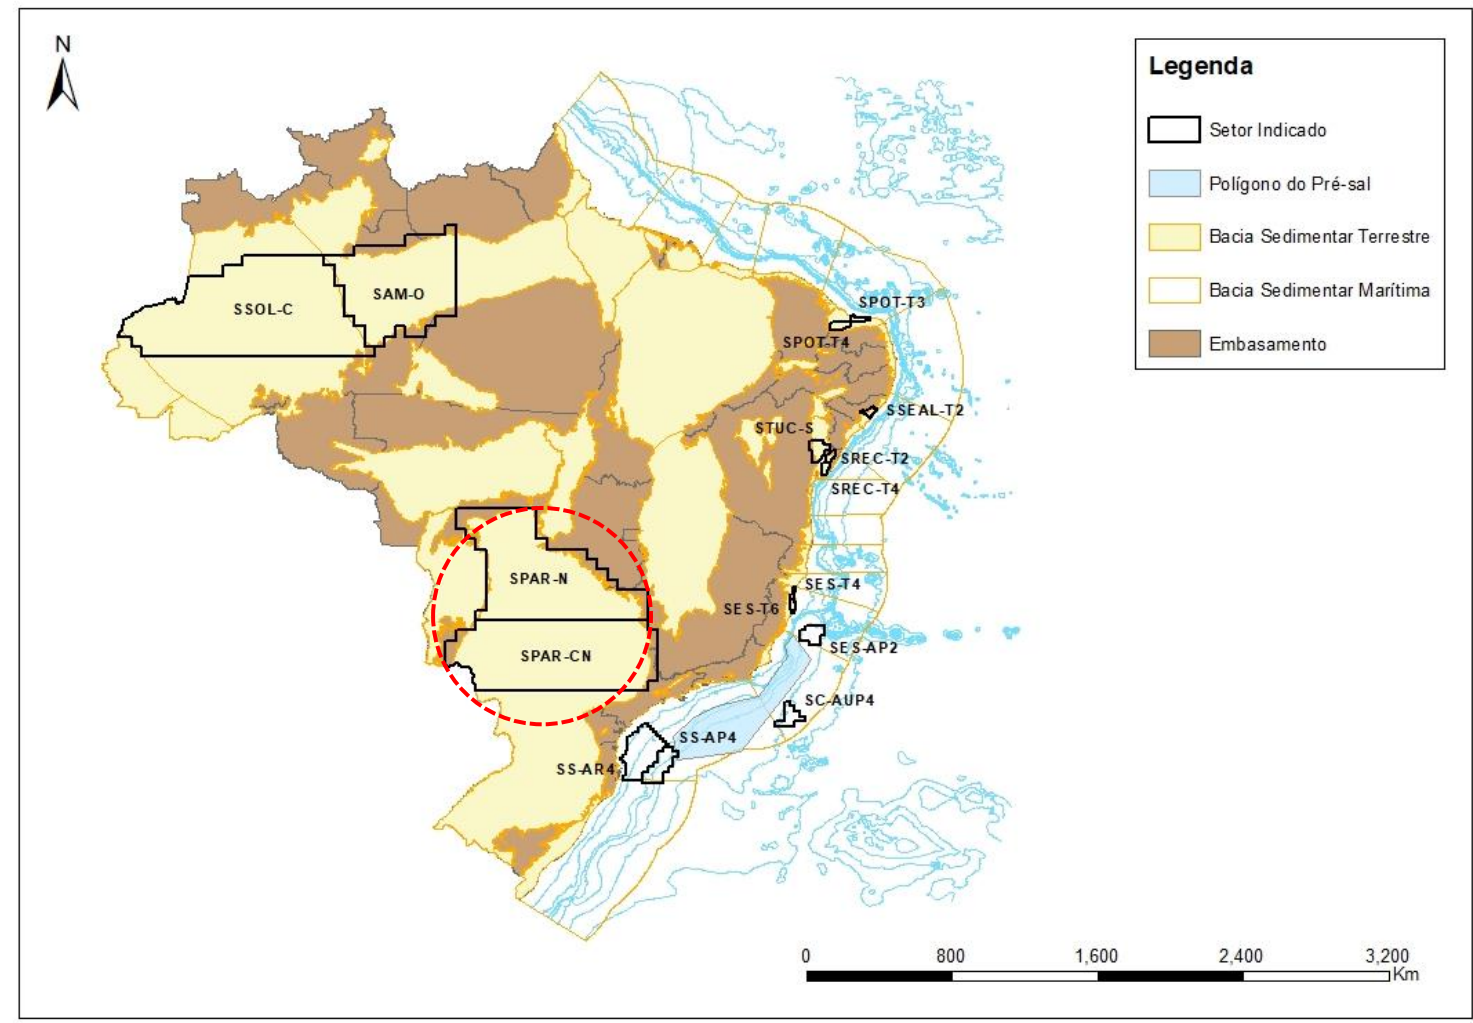 N
Legenda
Setor Indicado
Polígono do Pré-sal
Bacia Sedimentar Terrestre
Bacia Sedimentar Marítima
Embasamento
SSOL-C
SAM-O
SPOT-T3
SPOT-T4
SSEAL-T2
STUC-S
SREC-T2
SREC-T4
SPAR-N
SES-T4
SES-T6
SES-AP2
SPAR-CN
SC-AUP4
SS-AP4
SS-AR4
0 800 1,600 2,400 3,200
Km